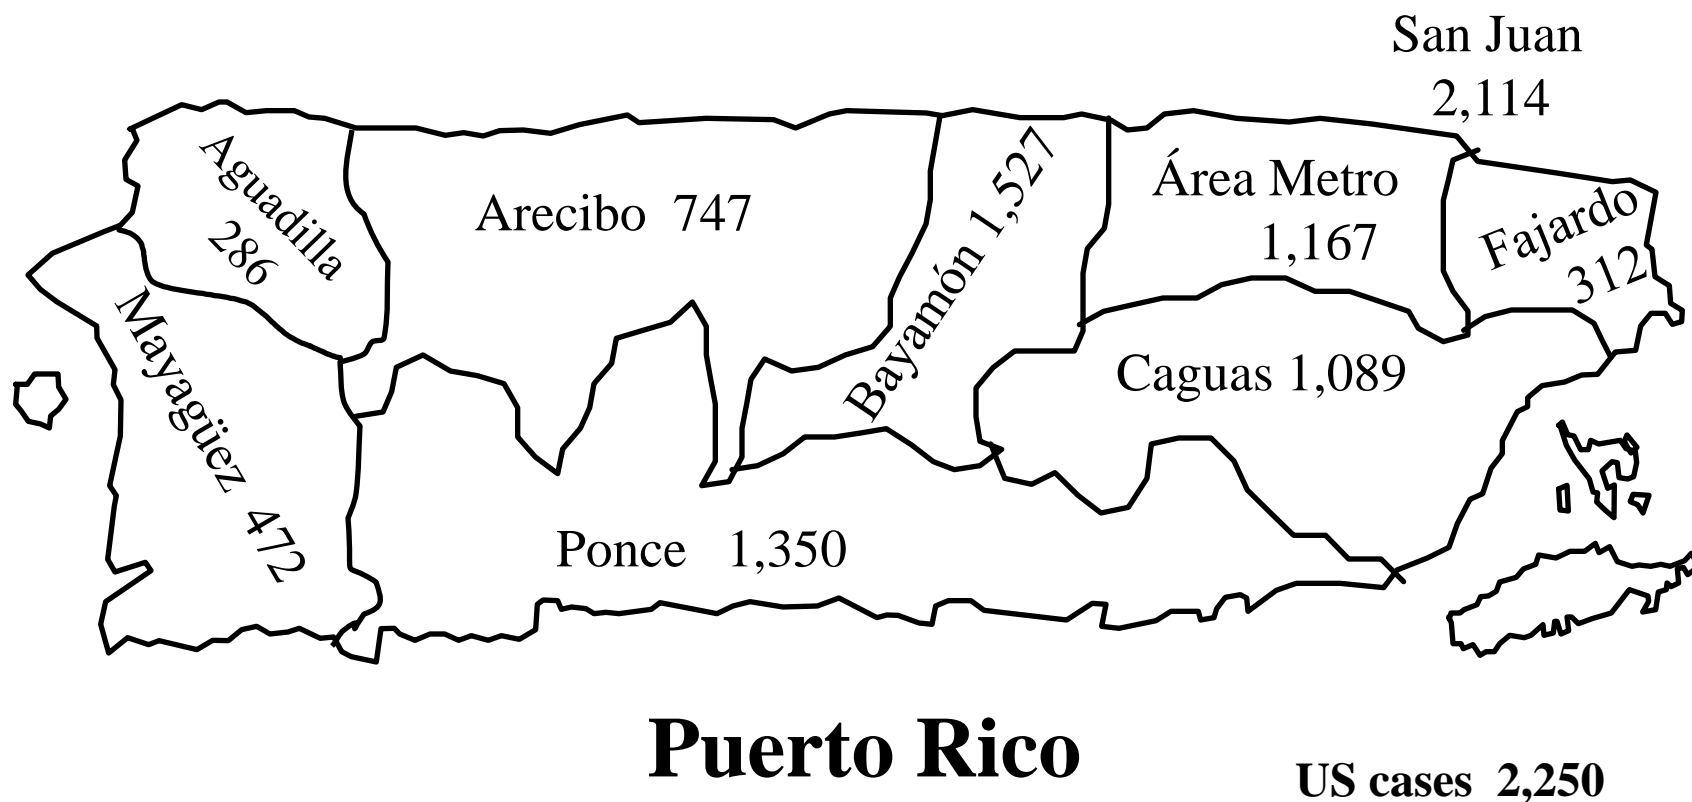 San Juan
2,114
Aguadilla
286
Arecibo 747
Bayamón 1,527
Área Metro
1,167
Fajardo
312
Mayagüez 472
Caguas 1,089
Ponce 1,350
Puerto Rico
US cases 2,250